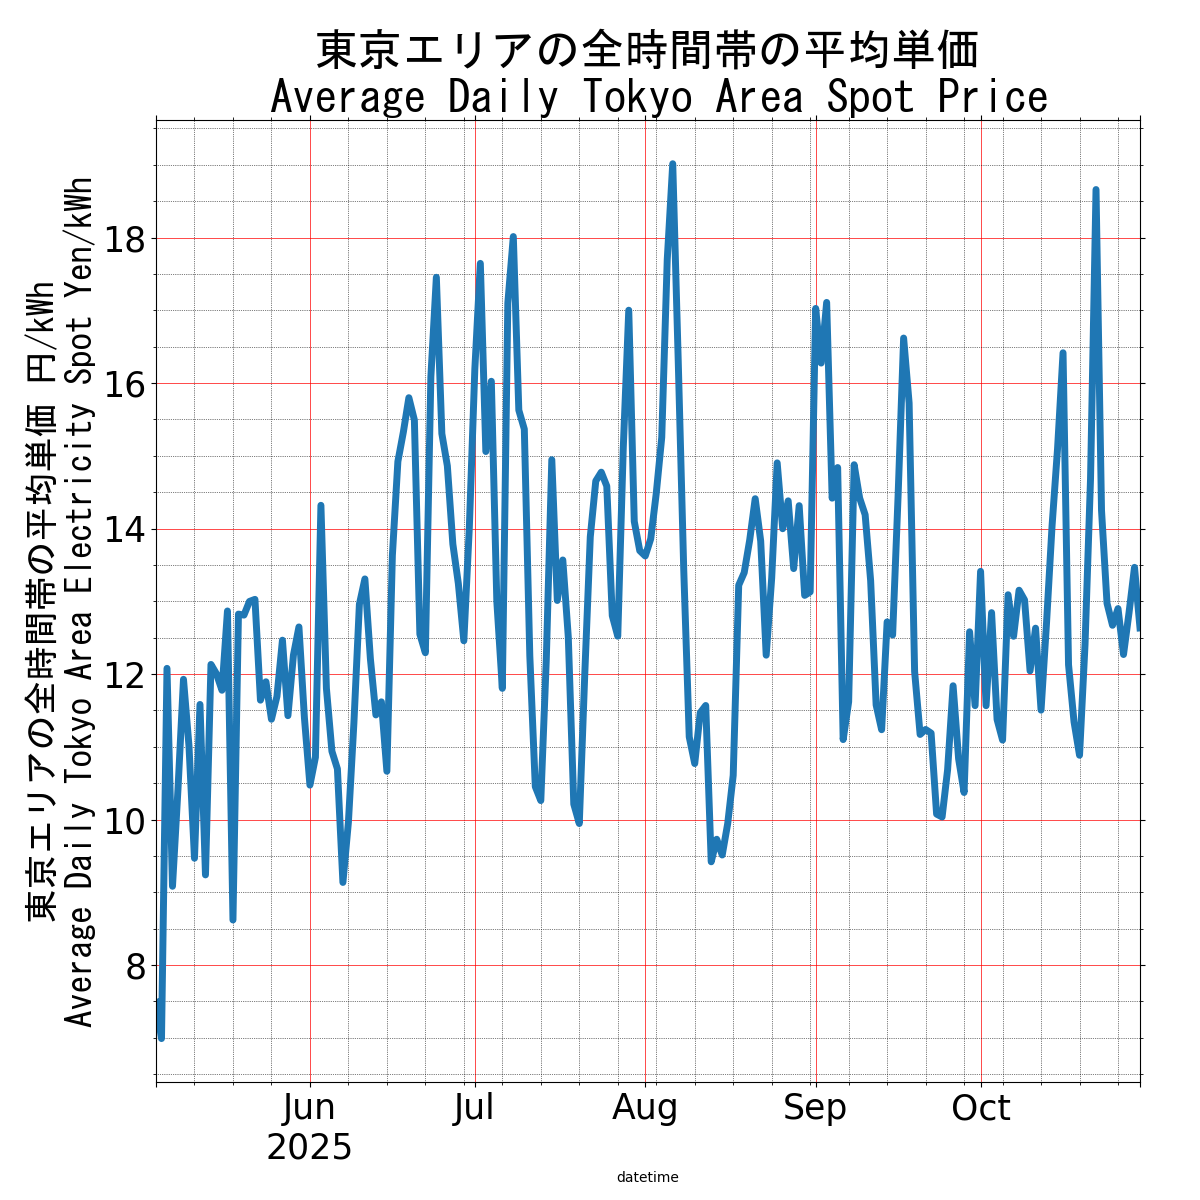 東京エリアの全時間帯の平均単価
Average Daily Tokyo Area Spot Price
東京エリアの全時間帯の平均単価 円/kWh
Average Daily Tokyo Area Electricity Spot Yen/kWh
18
16
14
12
10
8
Jun
2025
Jul
Aug
Sep
Oct
datetime